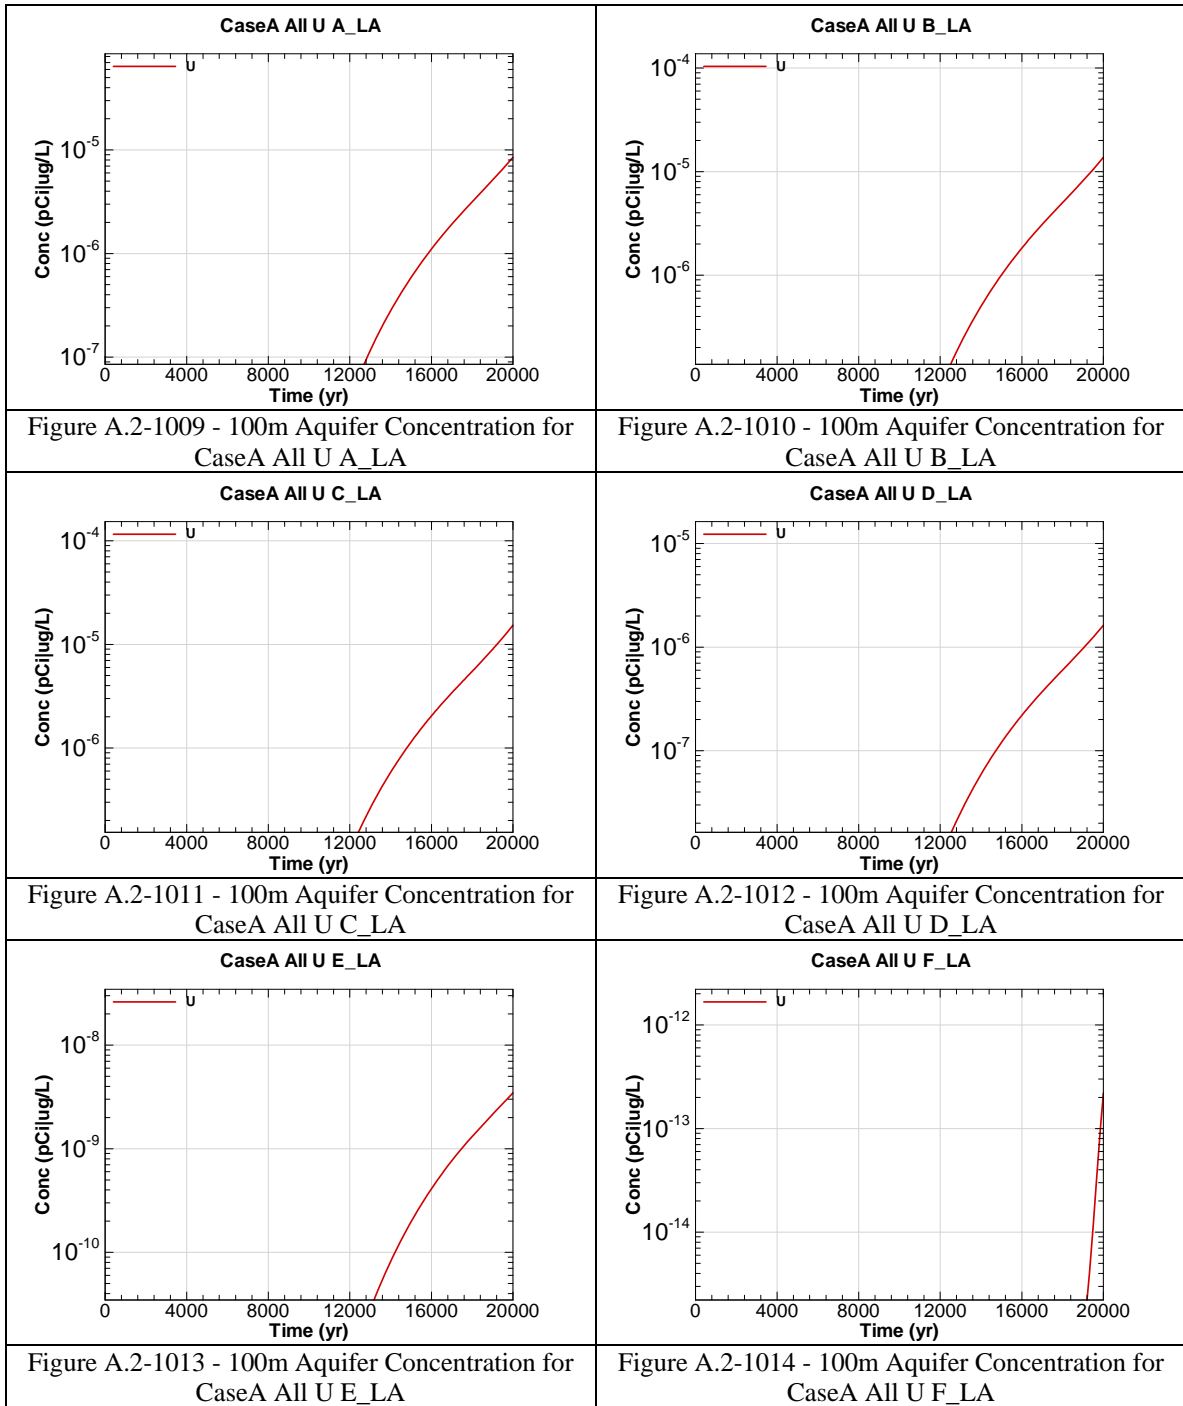 CaseA All U A_LA
U
Conc (pCi|ug/L)
10-5
10-6
10-7
0 4000 8000 12000 16000 20000
Time (yr)
Figure A.2-1009 - 100m Aquifer Concentration for
CaseA All U A_LA
CaseA All U B_LA
U
Conc (pCi|ug/L)
10-4
10-5
10-6
0 4000 8000 12000 16000 20000
Time (yr)
Figure A.2-1010 - 100m Aquifer Concentration for
CaseA All U B_LA
CaseA All U C_LA
U
Conc (pCi|ug/L)
10-4
10-5
10-6
0 4000 8000 12000 16000 20000
Time (yr)
Figure A.2-1011 - 100m Aquifer Concentration for
CaseA All U C_LA
CaseA All U D_LA
U
Conc (pCi|ug/L)
10-5
10-6
10-7
0 4000 8000 12000 16000 20000
Time (yr)
Figure A.2-1012 - 100m Aquifer Concentration for
CaseA All U D_LA
CaseA All U E_LA
U
Conc (pCi|ug/L)
10-8
10-9
10-10
0 4000 8000 12000 16000 20000
Time (yr)
Figure A.2-1013 - 100m Aquifer Concentration for
CaseA All U E_LA
CaseA All U F_LA
U
Conc (pCi|ug/L)
10-12
10-13
10-14
0 4000 8000 12000 16000 20000
Time (yr)
Figure A.2-1014 - 100m Aquifer Concentration for
CaseA All U F_LA